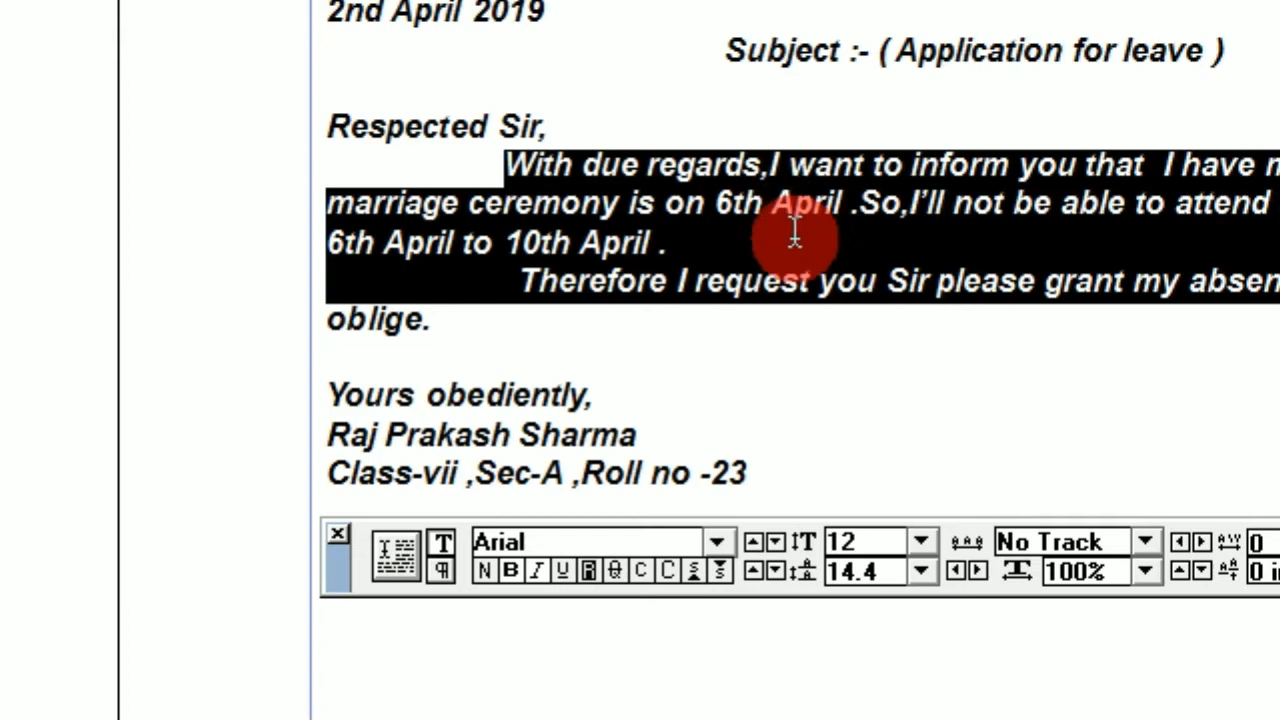 2nd April 2019
Subject :- ( Application for leave )
Respected Sir,
With due regards,I want to inform you that I have
marriage ceremony is on 6th April .So,I'll not be able to attend
6th April to 10th April .
Therefore I request you Sir please grant my
oblige.
Yours obediently,
Raj Prakash Sharma
Class-vii ,Sec-A ,Roll no -23
T Arial T 12 No Track 0
¶ N B I U C C 14.4 100% 0